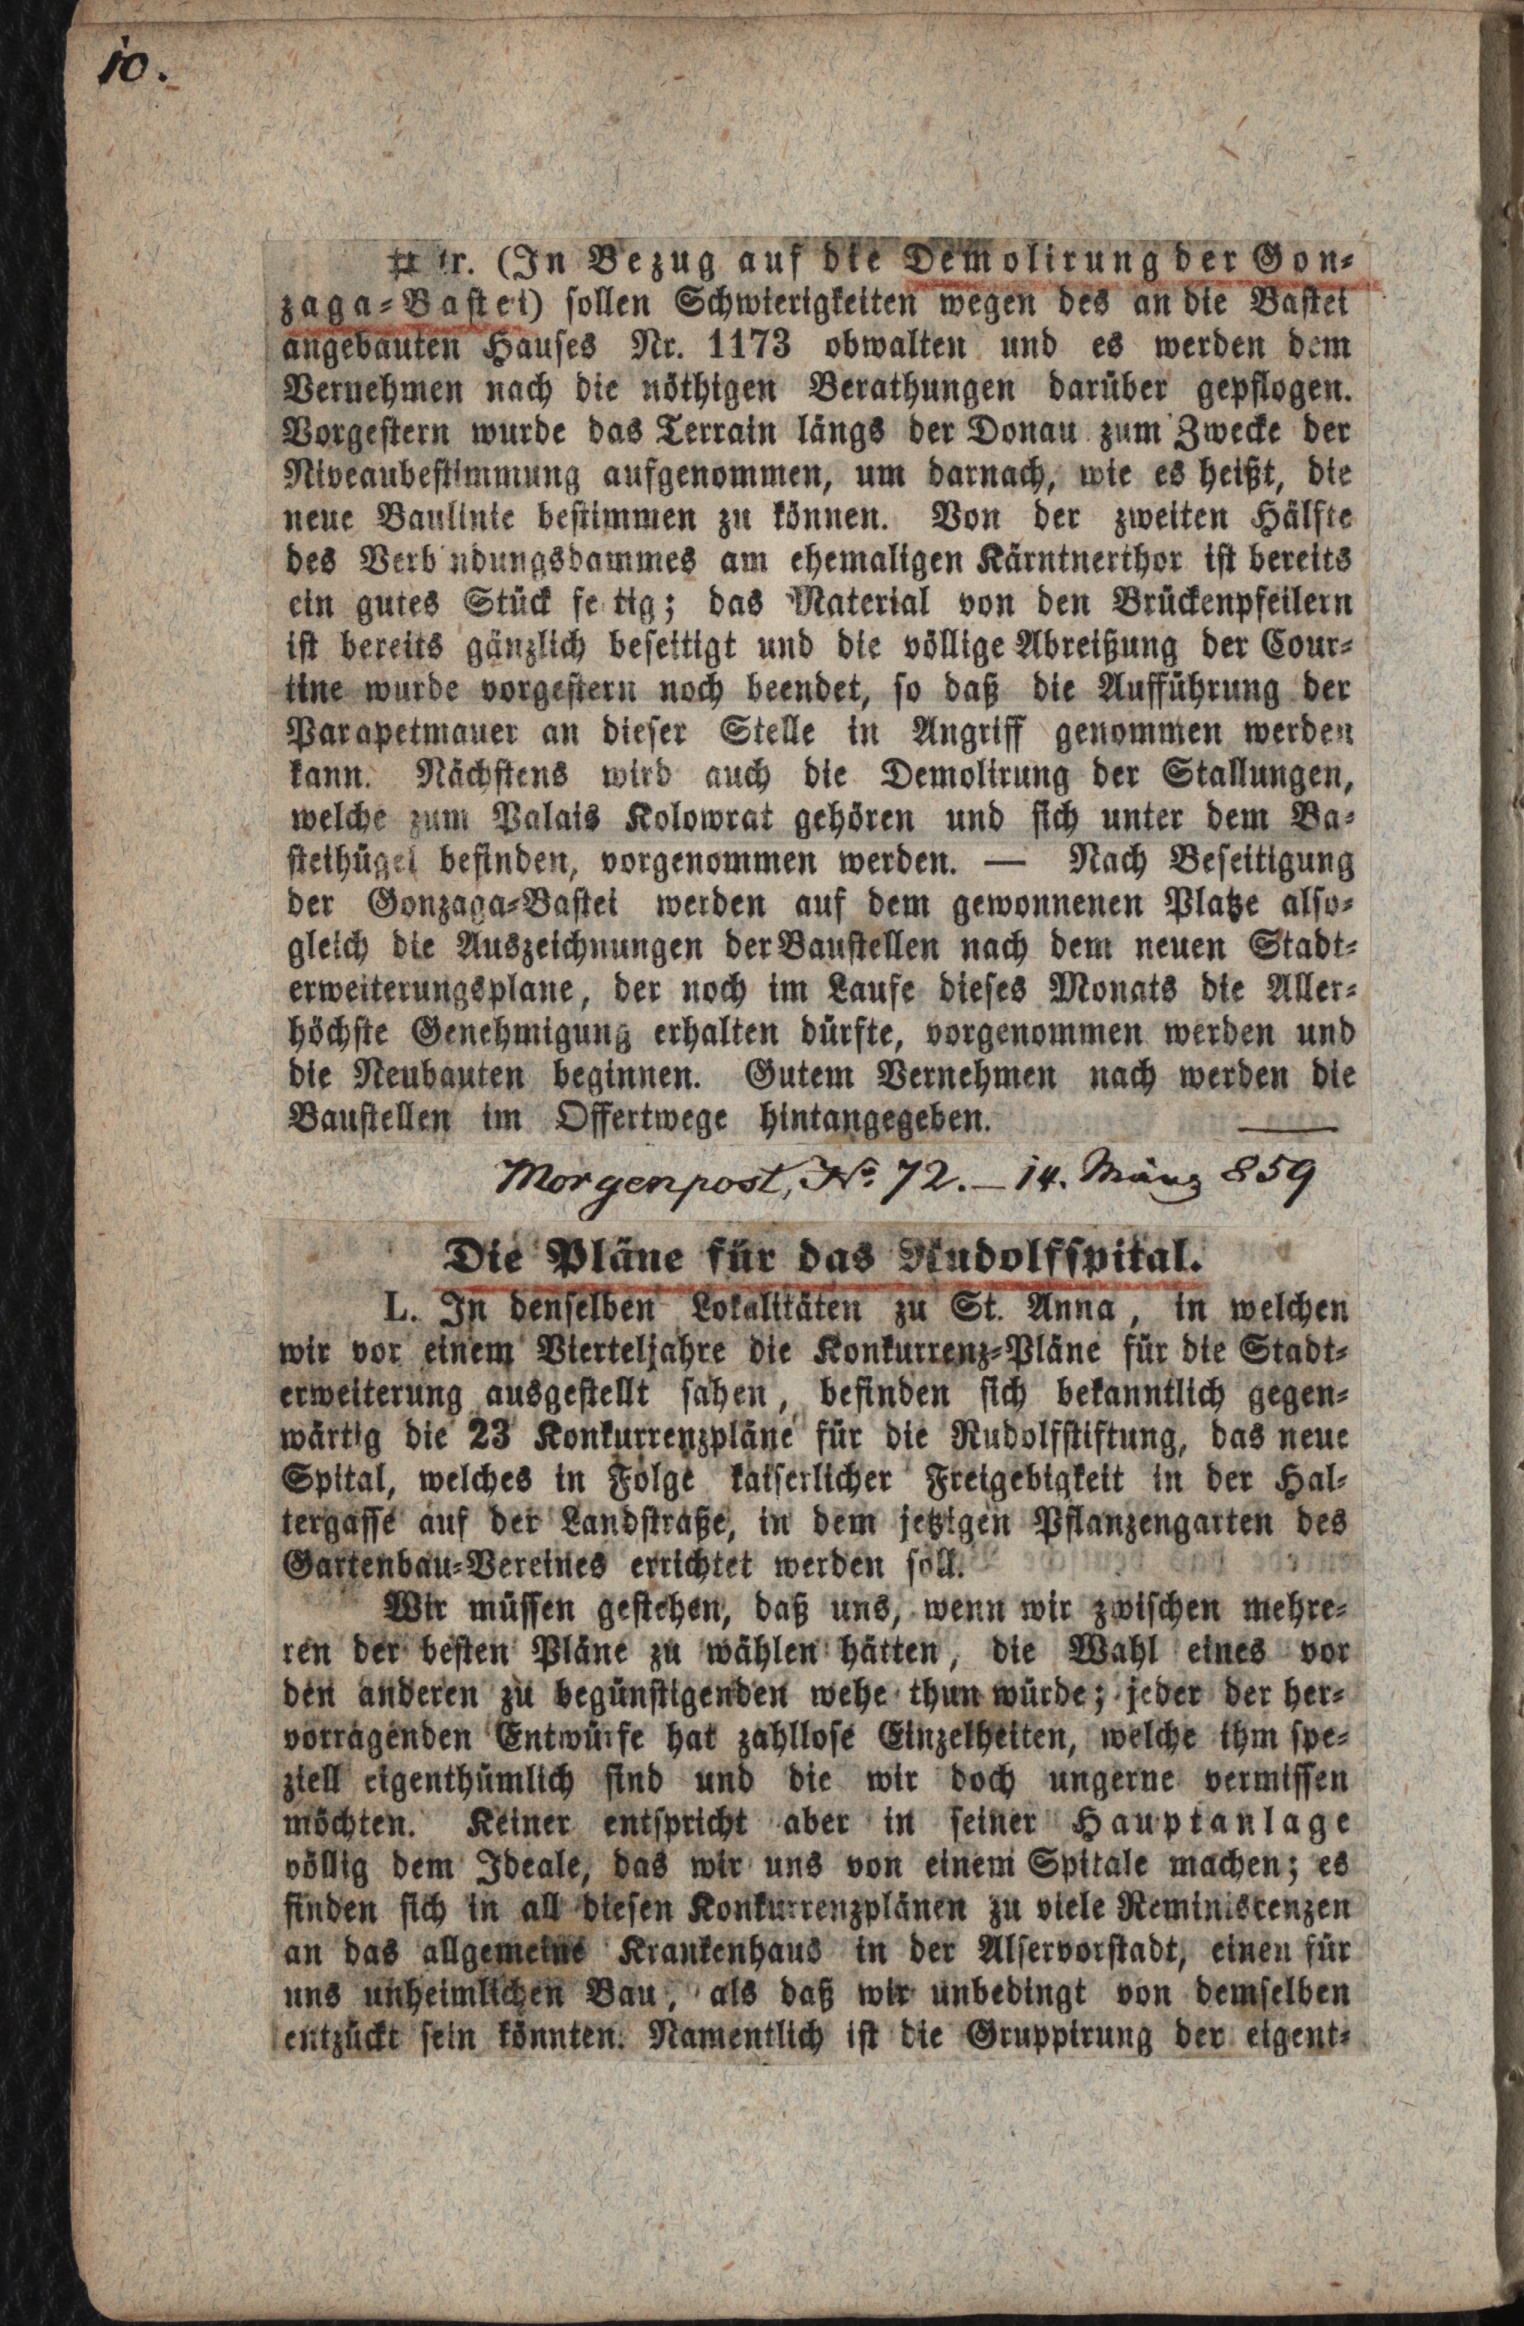 10.
¤ tr. (In Bezug auf die Demolirung der Gon-
zaga-Bastei) sollen Schwierigkeiten wegen des an die Bastei
angebauten Hauses Nr. 1173 obwalten und es werden dem
Vernehmen nach die nöthigen Berathungen darüber gepflogen.
Vorgestern wurde das Terrain längs der Donau zum Zwecke der
Niveaubestimmung aufgenommen, um darnach, wie es heißt, die
neue Baulinie bestimmen zu können. Von der zweiten Hälfte
des Verb ndungsdammes am ehemaligen Kärntnerthor ist bereits
ein gutes Stück fe tig; das Material von den Brückenpfeilern
ist bereits gänzlich beseitigt und die völlige Abreißung der Cour-
tine wurde vorgestern noch beendet, so daß die Aufführung der
Parapetmauer an dieser Stelle in Angriff genommen werden
kann. Nächstens wird auch die Demolirung der Stallungen,
welche zum Palais Kolowrat gehören und sich unter dem Ba-
steihügel befinden, vorgenommen werden. — Nach Beseitigung
der Gonzaga-Bastei werden auf dem gewonnenen Platze also-
gleich die Auszeichnungen der Baustellen nach dem neuen Stadt-
erweiterungsplane, der noch im Laufe dieses Monats die Aller-
höchste Genehmigung erhalten dürfte, vorgenommen werden und
die Neubauten beginnen. Gutem Vernehmen nach werden die
Baustellen im Offertwege hintangegeben.
Morgenpost, No. 72. – 14. März 859
Die Pläne für das Rudolfspital.
L. In denselben Lokalitäten zu St. Anna, in welchen
wir vor einem Vierteljahre die Konkurrenz-Pläne für die Stadt-
erweiterung ausgestellt sahen, befinden sich bekanntlich gegen-
wärtig die 23 Konkurrenzpläne für die Rudolfstiftung, das neue
Spital, welches in Folge kaiserlicher Freigebigkeit in der Hal-
tergasse auf der Landstraße, in dem jetzigen Pflanzengarten des
Gartenbau-Vereines errichtet werden soll.
Wir müssen gestehen, daß uns, wenn wir zwischen mehre-
ren der besten Pläne zu wählen hätten, die Wahl eines vor
den anderen zu begünstigenden wehe thun würde; jeder der her-
vorragenden Entwürfe hat zahllose Einzelheiten, welche ihm spe-
ziell eigenthümlich sind und die wir doch ungerne vermissen
möchten. Keiner entspricht aber in seiner Hauptanlage
völlig dem Ideale, das wir uns von einem Spitale machen; es
finden sich in all diesen Konkurrenzplänen zu viele Reminiscenzen
an das allgemeine Krankenhaus in der Alservorstadt, einen für
uns unheimlichen Bau, als daß wir unbedingt von demselben
entzückt sein könnten. Namentlich ist die Gruppirung der eigent-